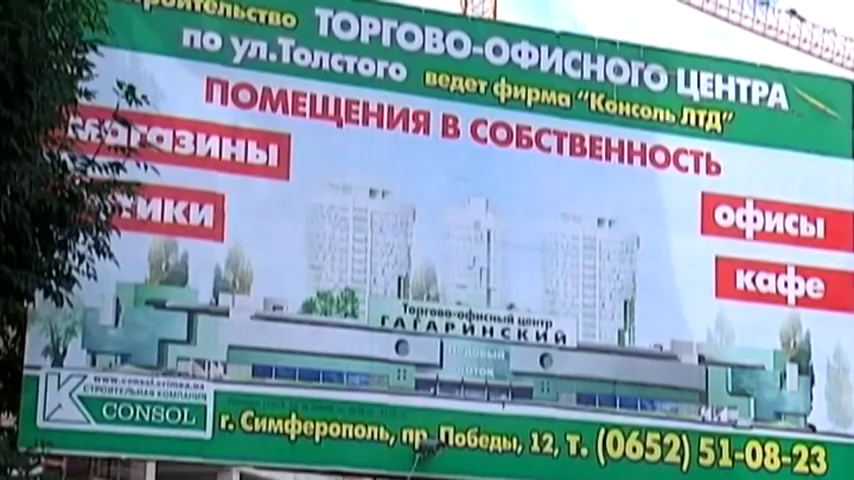 строительство ТОРГОВО-ОФИСНОГО ЦЕНТРА
по ул.Толстого ведет фирма "Консоль ЛТД"
ПОМЕЩЕНИЯ В СОБСТВЕННОСТЬ
магазины
офисы
кафе
Торгово-офисный центр
ГАГАРИНСКИЙ
www.consol.crimea.ua
СТРОИТЕЛЬНАЯ КОМПАНИЯ
CONSOL
г. Симферополь, пр. Победы, 12, т. (0652) 51-08-23